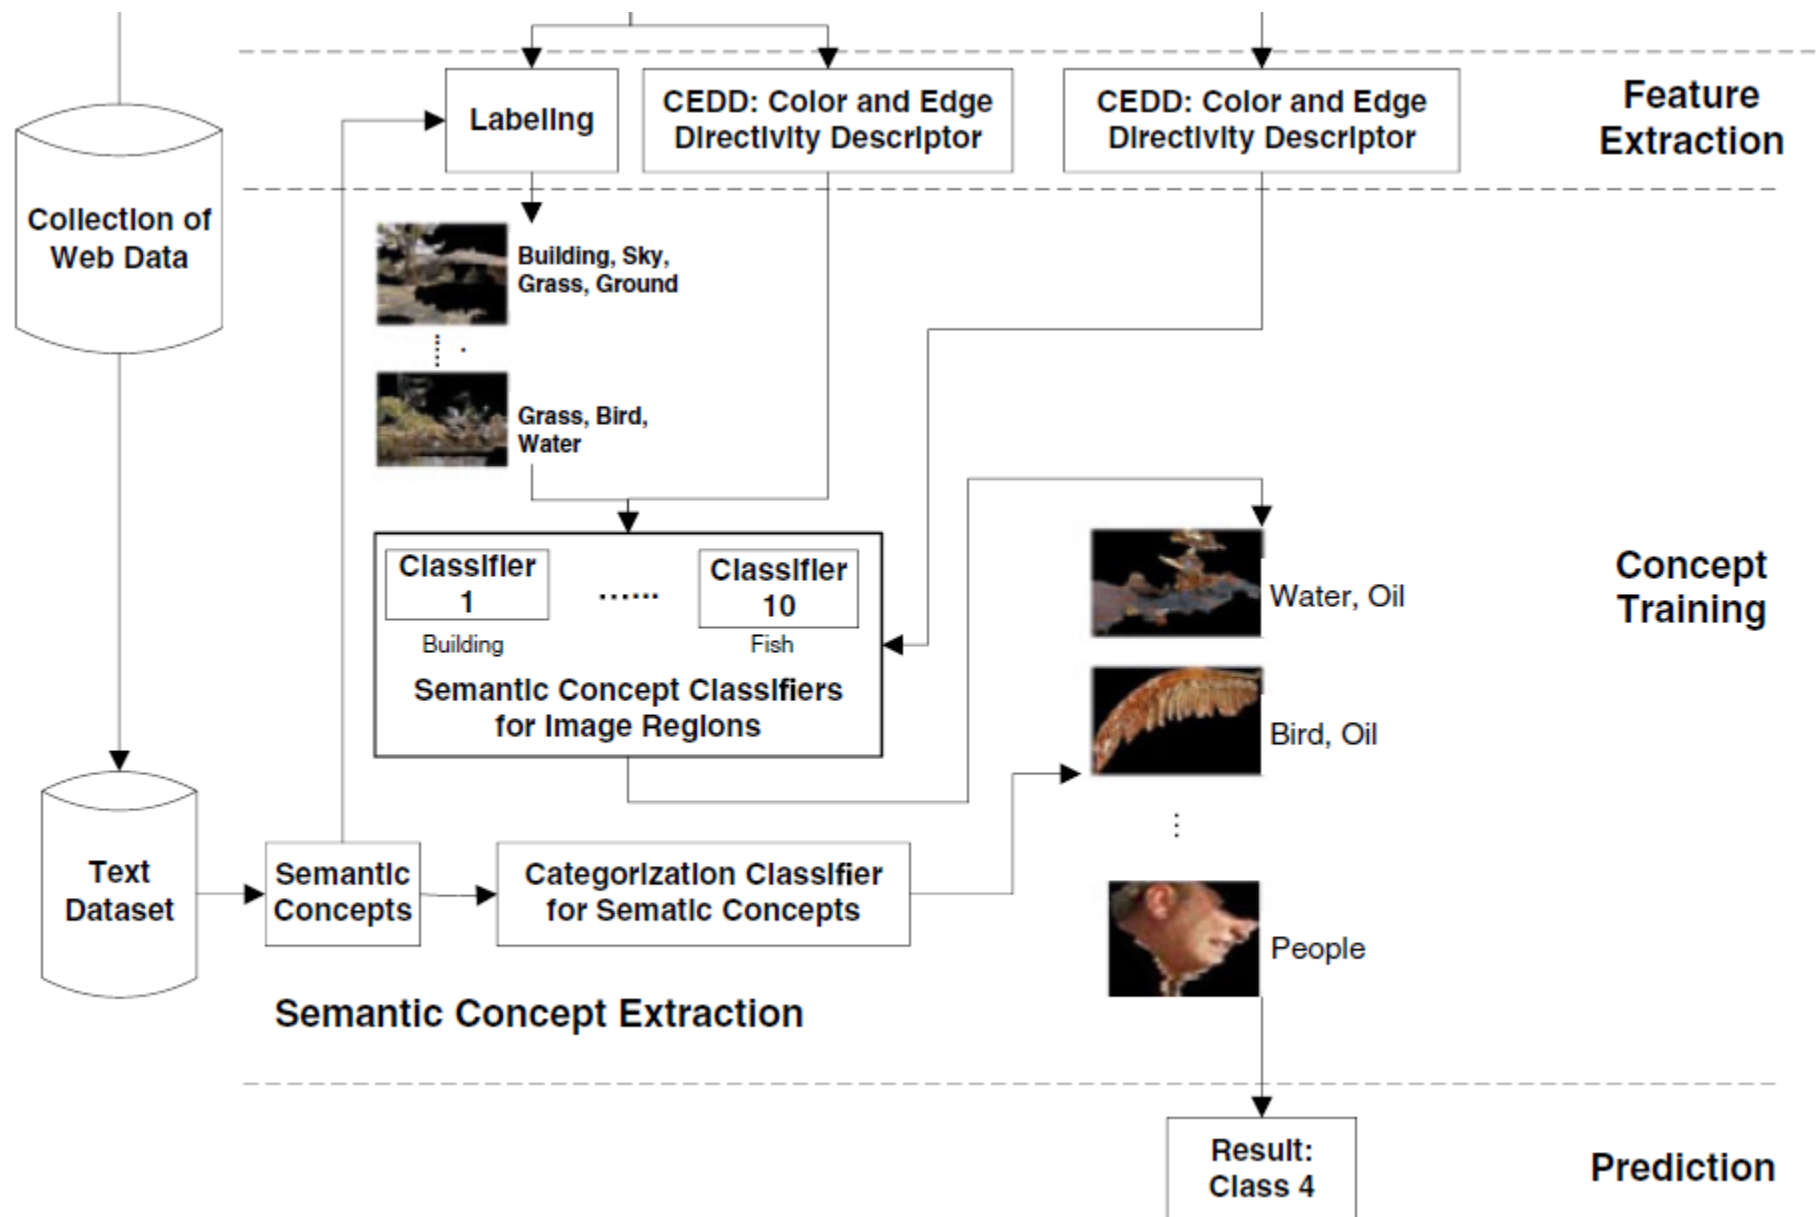 Labeling
CEDD: Color and Edge
Directivity Descriptor
CEDD: Color and Edge
Directivity Descriptor
Feature
Extraction
Collection of
Web Data
Building, Sky,
Grass, Ground
Grass, Bird,
Water
Classifier
1
......
Classifier
10
Building
Fish
Semantic Concept Classifiers
for Image Regions
Water, Oil
Bird, Oil
People
Concept
Training
Text
Dataset
Semantic
Concepts
Categorization Classifier
for Sematic Concepts
Semantic Concept Extraction
Result:
Class 4
Prediction